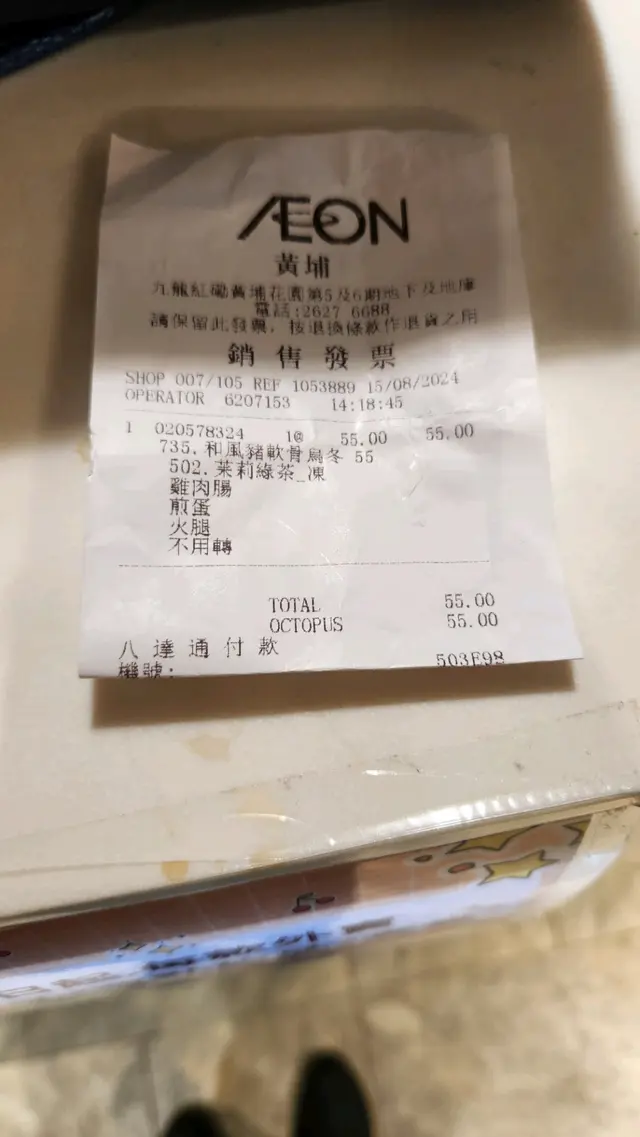 ÆON
黃埔
九龍紅磡黃埔花園第5及6期地下及地庫
電話:2627 6688
請保留此發票，按退換條款作退貨之用
銷售發票
SHOP 007/105 REF 1053889 15/08/2024
OPERATOR 6207153 14:18:45
1 020578324 1@ 55.00 55.00
735.和風豬軟骨烏冬 55
502.茉莉綠茶_凍
雞肉腸
煎蛋
火腿
不用轉
TOTAL 55.00
OCTOPUS 55.00
八達通付款
機號: 503E98